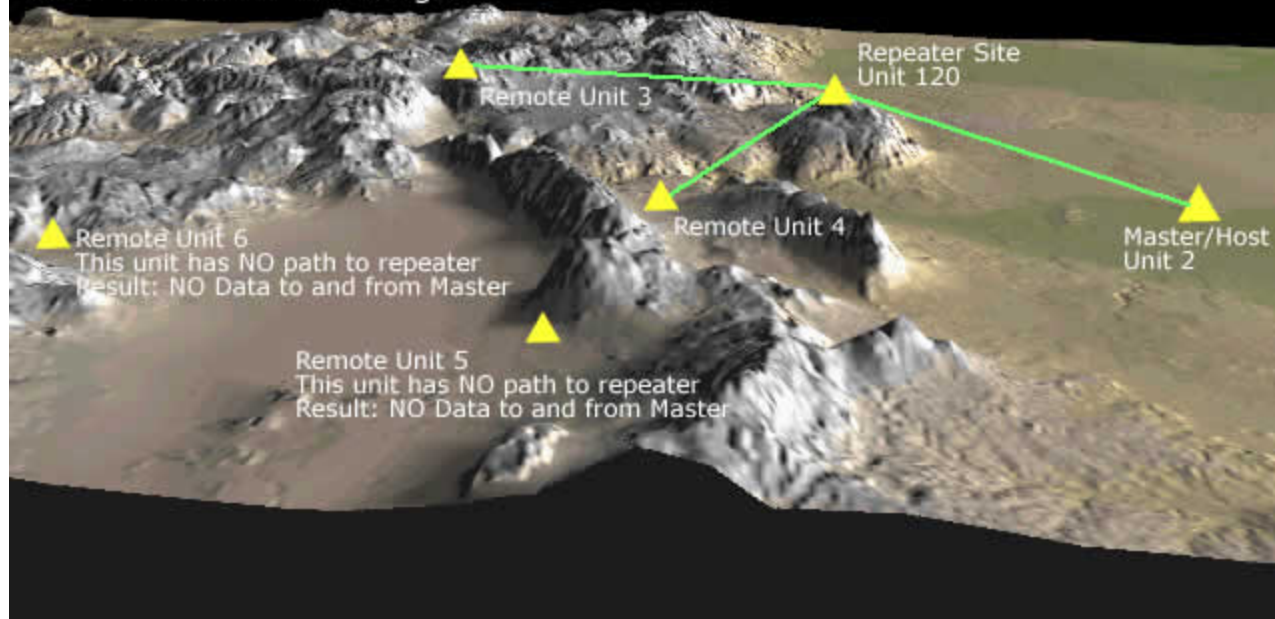 Repeater Site
Unit 120
Remote Unit 3
Remote Unit 4
Master/Host
Unit 2
Remote Unit 6
This unit has NO path to repeater
Result: NO Data to and from Master
Remote Unit 5
This unit has NO path to repeater
Result: NO Data to and from Master